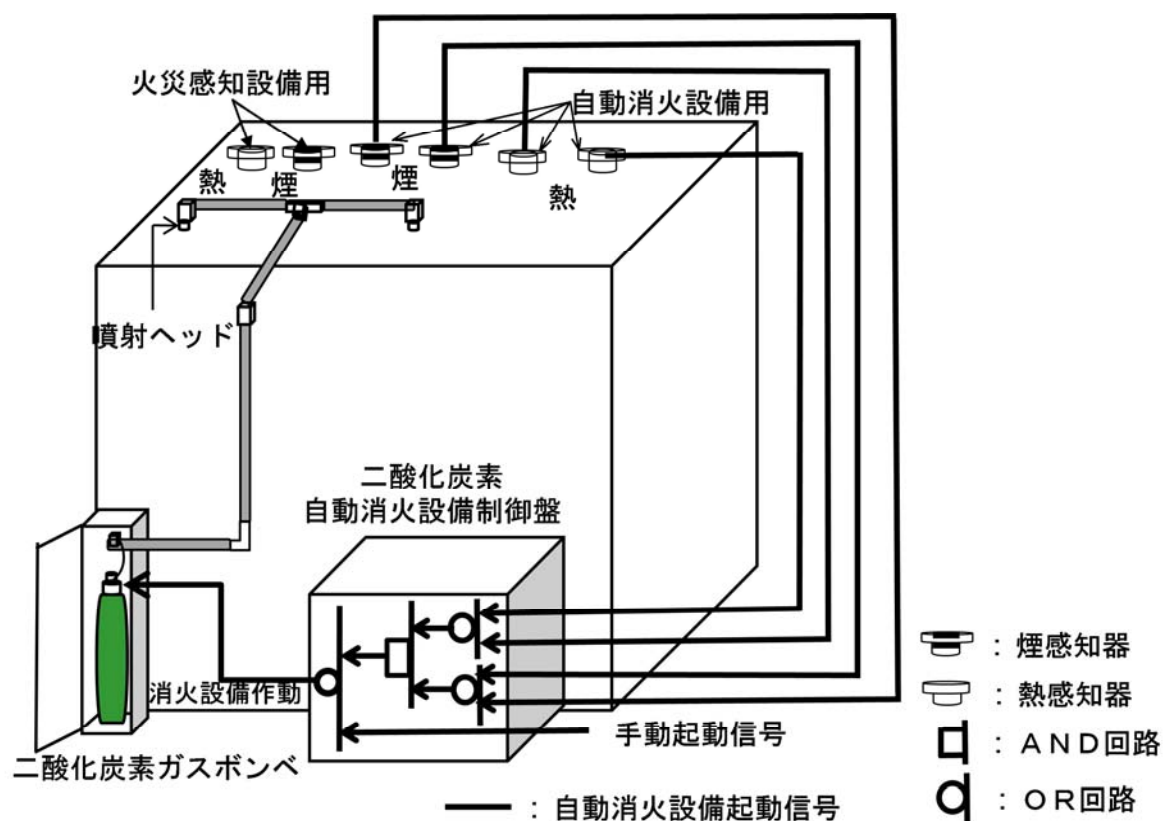 火災感知設備用
自動消火設備用
熱
煙
煙
熱
噴射ヘッド
二酸化炭素
自動消火設備制御盤
消火設備作動
手動起動信号
二酸化炭素ガスボンベ
：煙感知器
：熱感知器
：ＡＮＤ回路
：ＯＲ回路
：自動消火設備起動信号